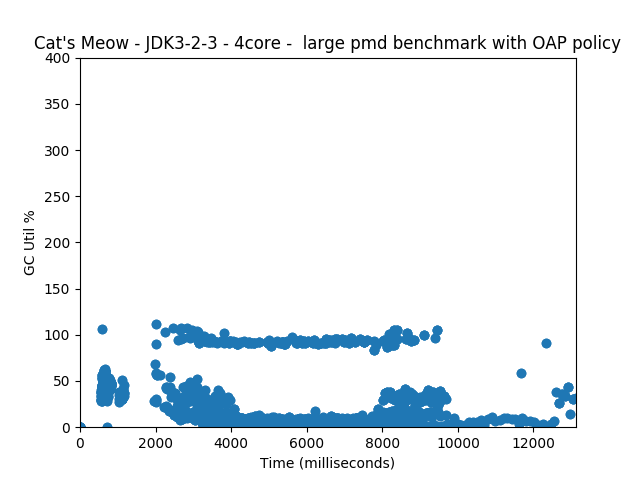 Cat's Meow - JDK3-2-3 - 4core -  large pmd benchmark with OAP policy
400
350
300
250
200
150
100
50
0
GC Util %
0 2000 4000 6000 8000 10000 12000
Time (milliseconds)